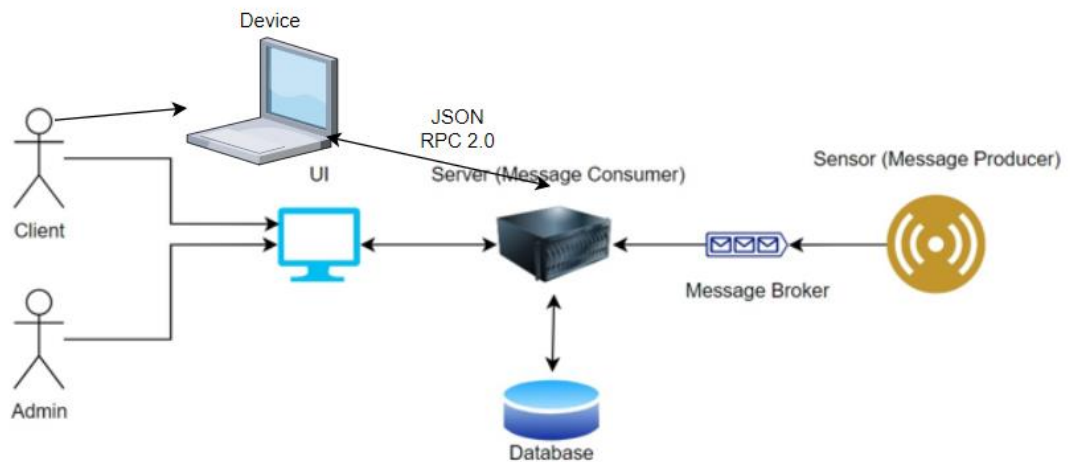 Device
JSON
RPC 2.0
UI
Server (Message Consumer)
Sensor (Message Producer)
Client
Message Broker
Admin
Database